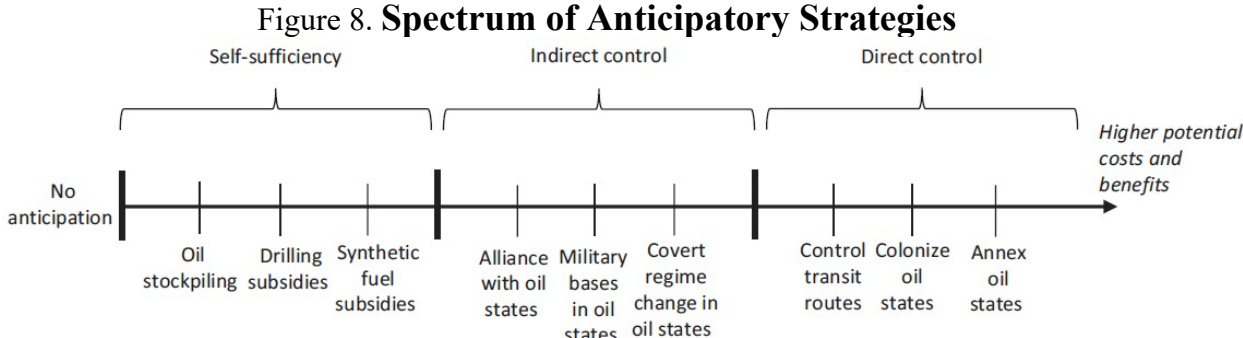 Figure 8. Spectrum of Anticipatory Strategies
Self-sufficiency
Indirect control
Direct control
Higher potential
costs and
benefits
No
anticipation
Oil
stockpiling
Drilling
subsidies
Synthetic
fuel
subsidies
Alliance
with oil
states
Military
bases
in oil
states
Covert
regime
change in
oil states
Control
transit
routes
Colonize
oil
states
Annex
oil
states